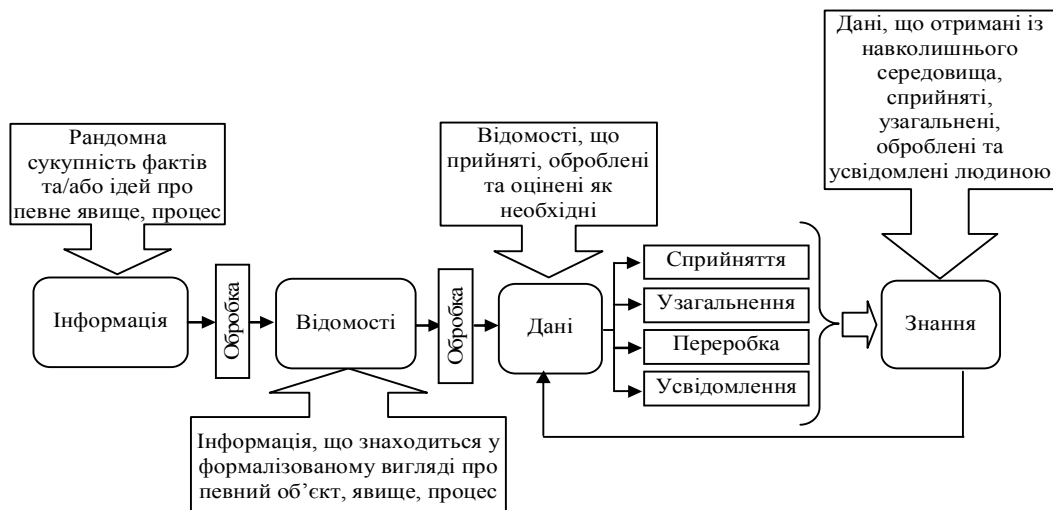 Рандомна
сукупність фактів
та/або ідей про
певне явище, процес
Відомості, що
прийняті, оброблені
та оцінені як
необхідні
Дані, що отримані із
навколишнього
середовища,
сприйняті,
узагальнені,
оброблені та
усвідомлені людиною
Інформація
Обробка
Відомості
Обробка
Дані
Сприйняття
Узагальнення
Переробка
Усвідомлення
Знання
Інформація, що знаходиться у
формалізованому вигляді про
певний об’єкт, явище, процес